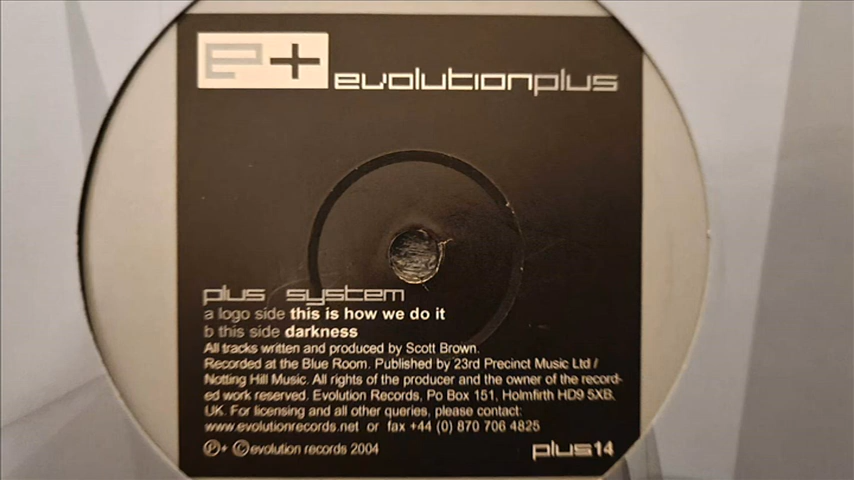 e+ evolutionplus
plus system
a logo side this is how we do it
b this side darkness
All tracks written and produced by Scott Brown.
Recorded at the Blue Room. Published by 23rd Precinct Music Ltd /
Notting Hill Music. All rights of the producer and the owner of the record-
ed work reserved. Evolution Records, Po Box 151, Holmfirth HD9 5XB,
UK. For licensing and all other queries, please contact:
www.evolutionrecords.net or fax +44 (0) 870 706 4825
℗+ ©evolution records 2004 plus14